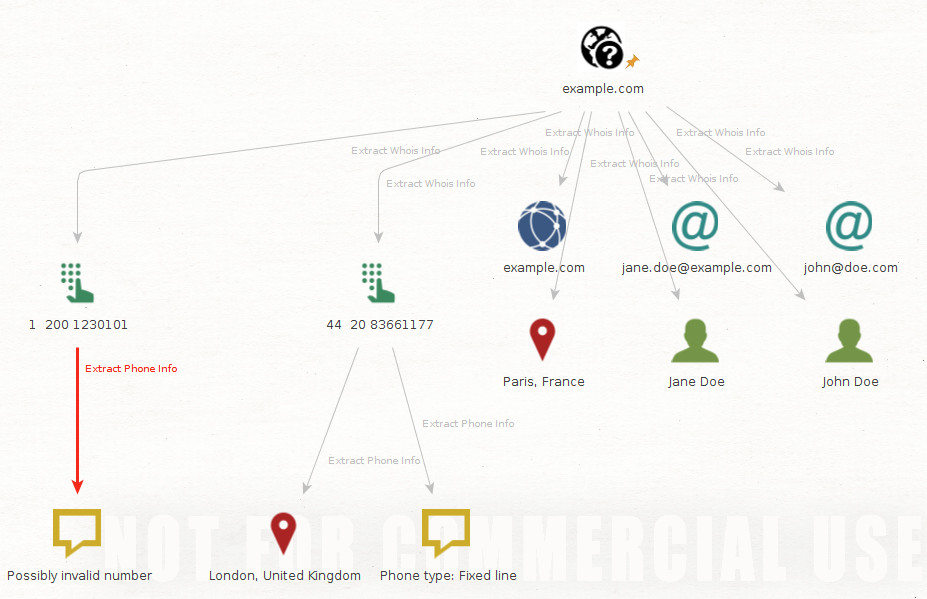 example.com
Extract Whois Info
Extract Whois Info
Extract Whois Info
Extract Whois Info
Extract Whois Info
Extract Whois Info
Extract Whois Info
Extract Whois Info
example.com
jane.doe@example.com
john@doe.com
1  200 1230101
44  20 83661177
Extract Phone Info
Paris, France
Jane Doe
John Doe
Extract Phone Info
Extract Phone Info
NOT FOR COMMERCIAL USE
Possibly invalid number
London, United Kingdom
Phone type: Fixed line